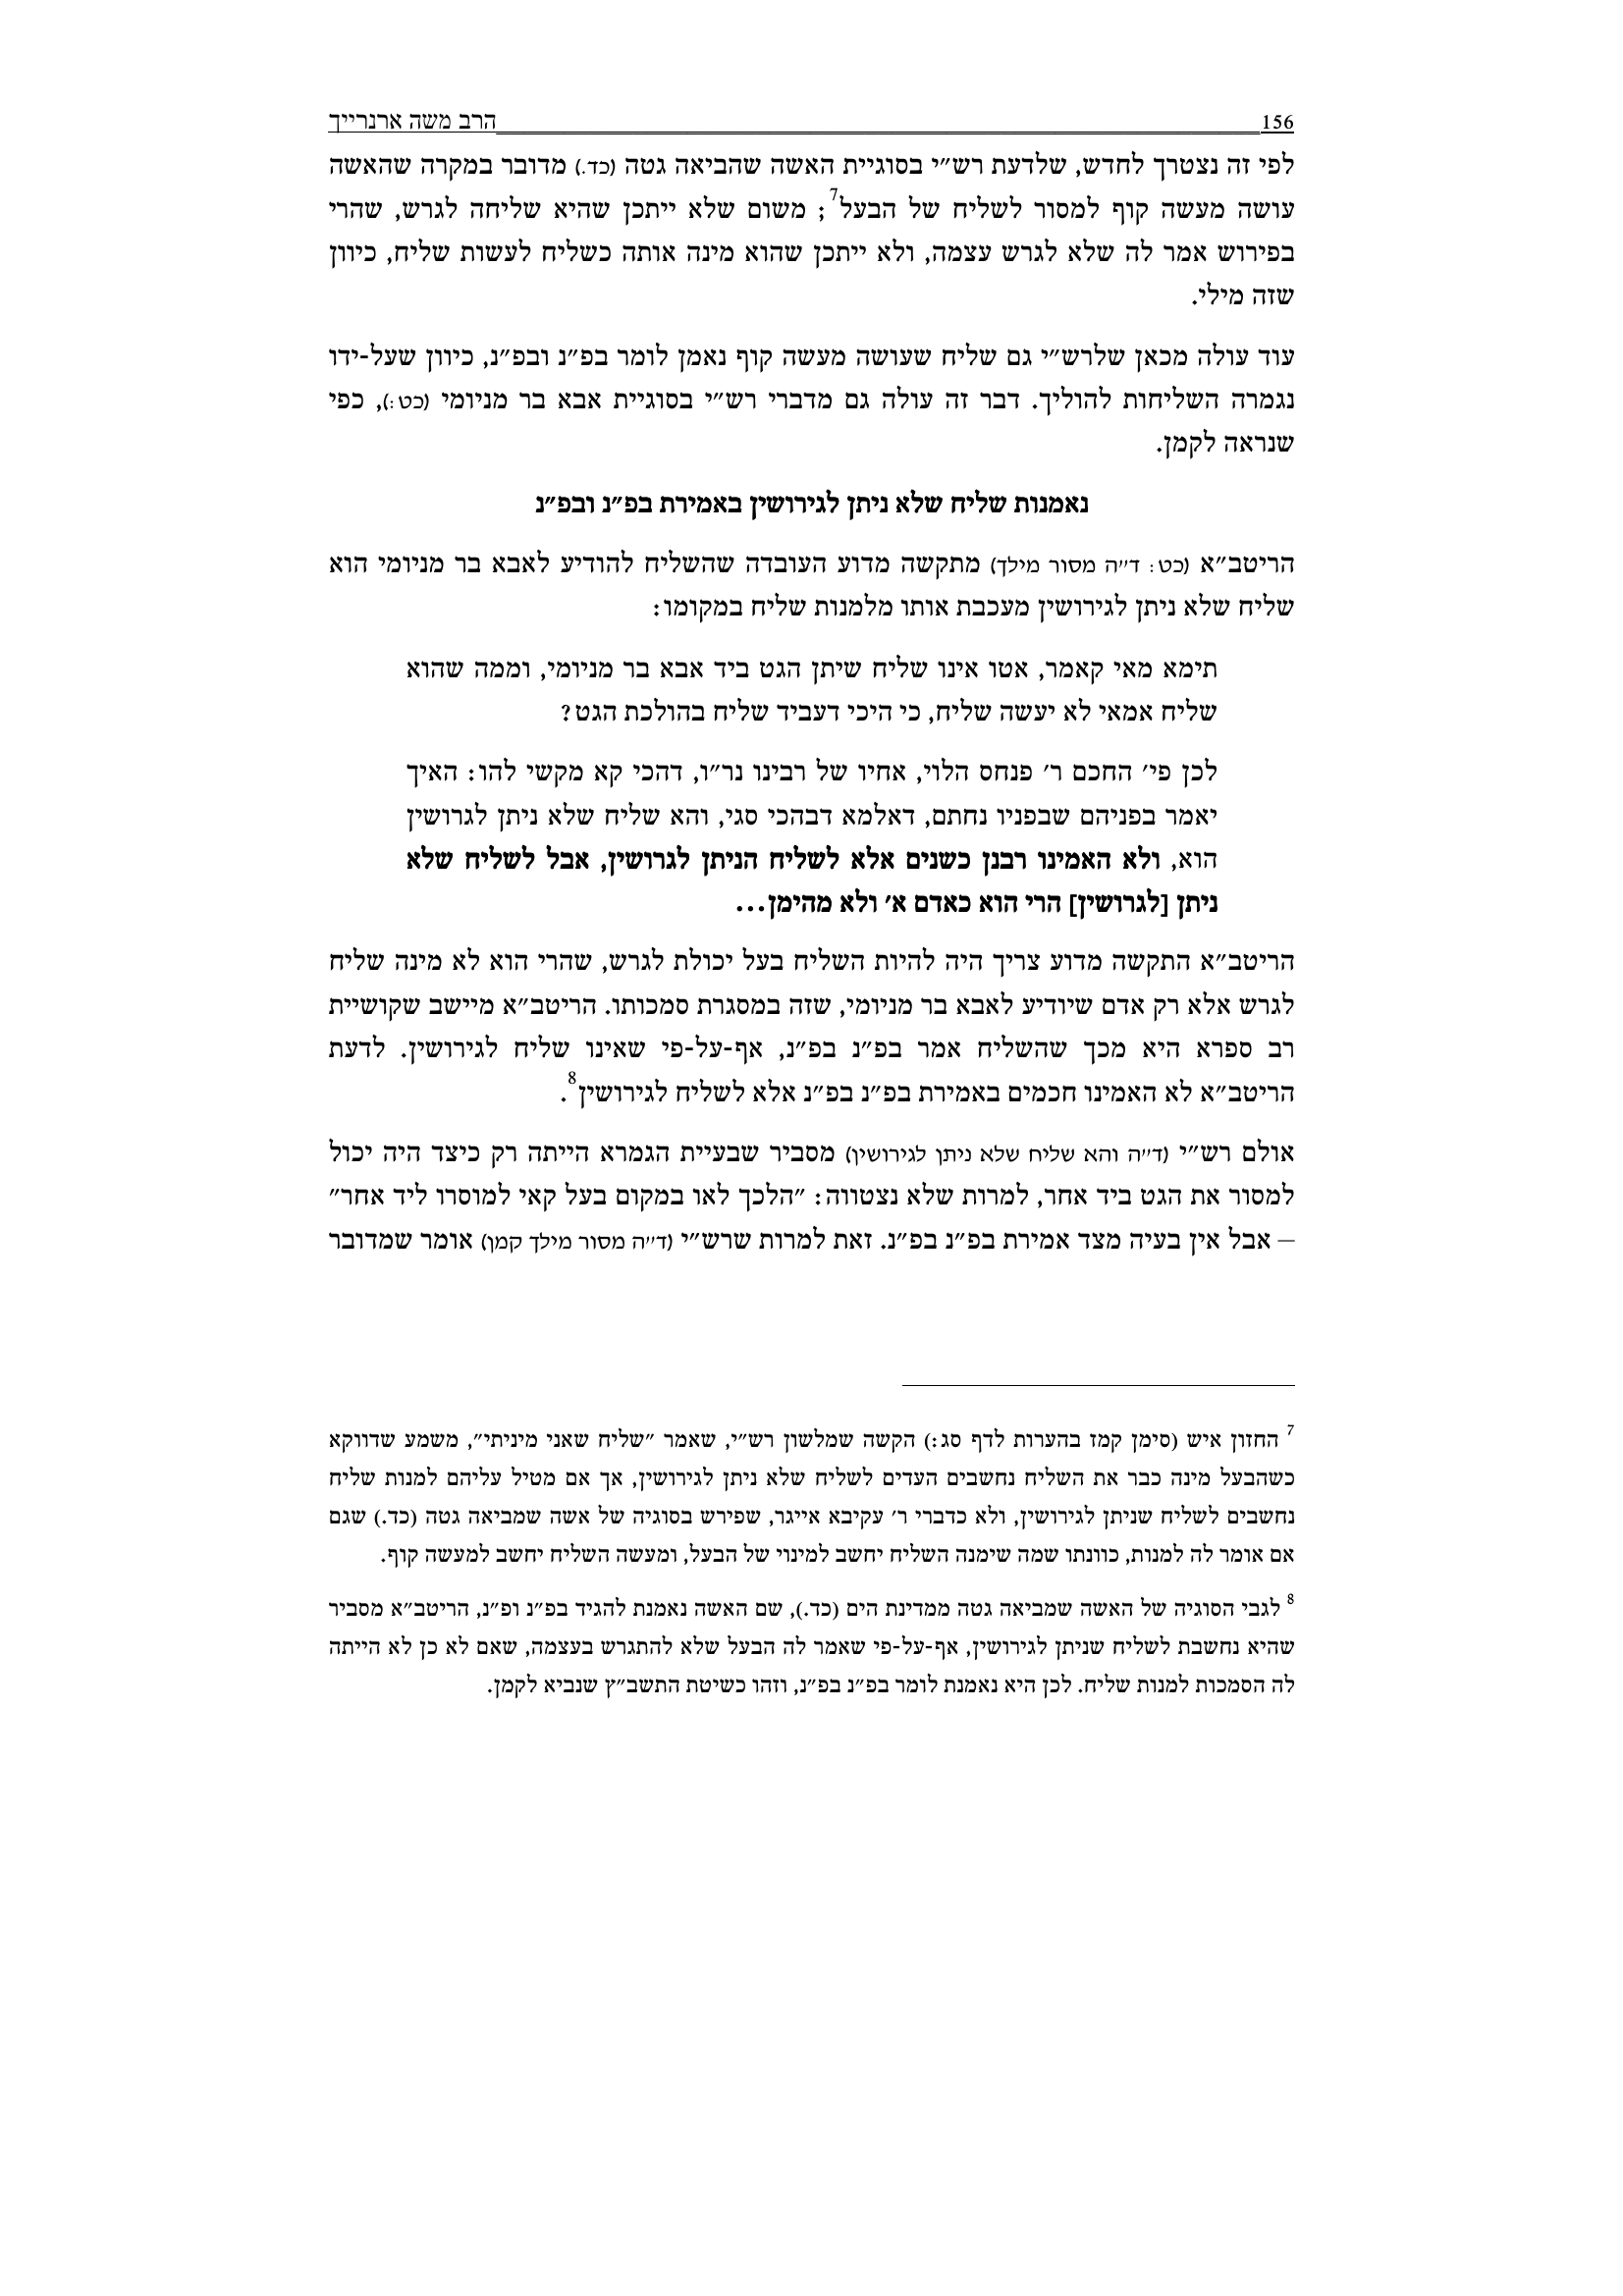 156 הרב משה ארנרייך
לפי זה נצטרך לחדש, שלדעת רש״י בסוגיית האשה שהביאה גטה (כד.) מדובר במקרה שהאשה
עושה מעשה קוף למסור לשליח של הבעל7; משום שלא ייתכן שהיא שליחה לגרש, שהרי
בפירוש אמר לה שלא לגרש עצמה, ולא ייתכן שהוא מינה אותה כשליח לעשות שליח, כיוון
שזה מילי.
עוד עולה מכאן שלרש״י גם שליח שעושה מעשה קוף נאמן לומר בפ״נ ובפ״נ, כיוון שעל-ידו
נגמרה השליחות להוליך. דבר זה עולה גם מדברי רש״י בסוגיית אבא בר מניומי (כט:), כפי
שנראה לקמן.
נאמנות שליח שלא ניתן לגירושין באמירת בפ״נ ובפ״נ
הריטב״א (כט: ד״ה מסור מילך) מתקשה מדוע העובדה שהשליח להודיע לאבא בר מניומי הוא
שליח שלא ניתן לגירושין מעכבת אותו מלמנות שליח במקומו:
תימא מאי קאמר, אטו אינו שליח שיתן הגט ביד אבא בר מניומי, וממה שהוא
שליח אמאי לא יעשה שליח, כי היכי דעביד שליח בהולכת הגט?
לכן פי׳ החכם ר׳ פנחס הלוי, אחיו של רבינו נר״ו, דהכי קא מקשי להו: האיך
יאמר בפניהם שבפניו נחתם, דאלמא דבהכי סגי, והא שליח שלא ניתן לגרושין
הוא, ולא האמינו רבנן כשנים אלא לשליח הניתן לגרושין, אבל לשליח שלא
ניתן [לגרושין] הרי הוא כאדם א׳ ולא מהימן...
הריטב״א התקשה מדוע צריך היה להיות השליח בעל יכולת לגרש, שהרי הוא לא מינה שליח
לגרש אלא רק אדם שיודיע לאבא בר מניומי, שזה במסגרת סמכותו. הריטב״א מיישב שקושיית
רב ספרא היא מכך שהשליח אמר בפ״נ בפ״נ, אף-על-פי שאינו שליח לגירושין. לדעת
הריטב״א לא האמינו חכמים באמירת בפ״נ בפ״נ אלא לשליח לגירושין8.
אולם רש״י (ד״ה והא שליח שלא ניתן לגירושין) מסביר שבעיית הגמרא הייתה רק כיצד היה יכול
למסור את הגט ביד אחר, למרות שלא נצטווה: ״הלכך לאו במקום בעל קאי למוסרו ליד אחר״
– אבל אין בעיה מצד אמירת בפ״נ בפ״נ. זאת למרות שרש״י (ד״ה מסור מילך קמן) אומר שמדובר
7 החזון איש (סימן קמז בהערות לדף סג:) הקשה שמלשון רש״י, שאמר ״שליח שאני מיניתי״, משמע שדווקא
כשהבעל מינה כבר את השליח נחשבים העדים לשליח שלא ניתן לגירושין, אך אם מטיל עליהם למנות שליח
נחשבים לשליח שניתן לגירושין, ולא כדברי ר׳ עקיבא אייגר, שפירש בסוגיה של אשה שמביאה גטה (כד.) שגם
אם אומר לה למנות, כוונתו שמה שימנה השליח יחשב למינוי של הבעל, ומעשה השליח יחשב למעשה קוף.
8 לגבי הסוגיה של האשה שמביאה גטה ממדינת הים (כד.), שם האשה נאמנת להגיד בפ״נ ופ״נ, הריטב״א מסביר
שהיא נחשבת לשליח שניתן לגירושין, אף-על-פי שאמר לה הבעל שלא להתגרש בעצמה, שאם לא כן לא הייתה
לה הסמכות למנות שליח. לכן היא נאמנת לומר בפ״נ בפ״נ, וזהו כשיטת התשב״ץ שנביא לקמן.